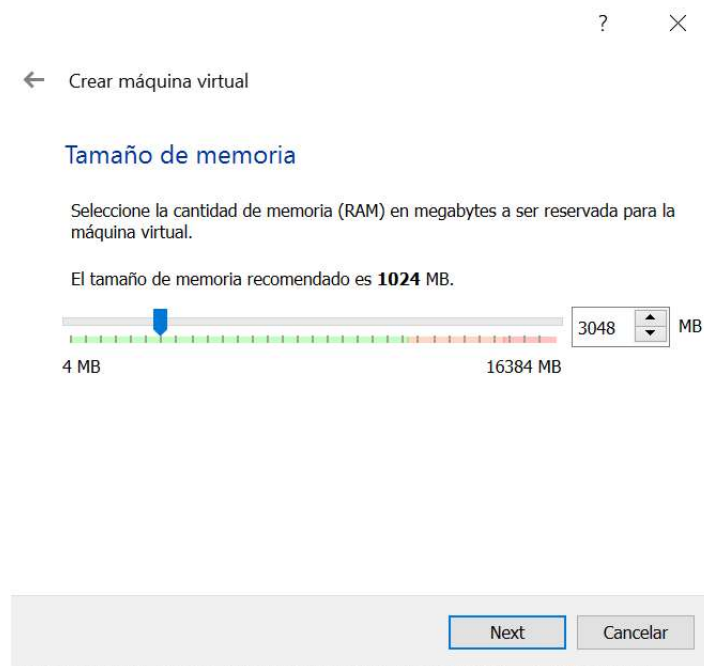 ?
Crear máquina virtual
Tamaño de memoria
Seleccione la cantidad de memoria (RAM) en megabytes a ser reservada para la
máquina virtual.
El tamaño de memoria recomendado es 1024 MB.
3048 MB
4 MB 16384 MB
Next Cancelar